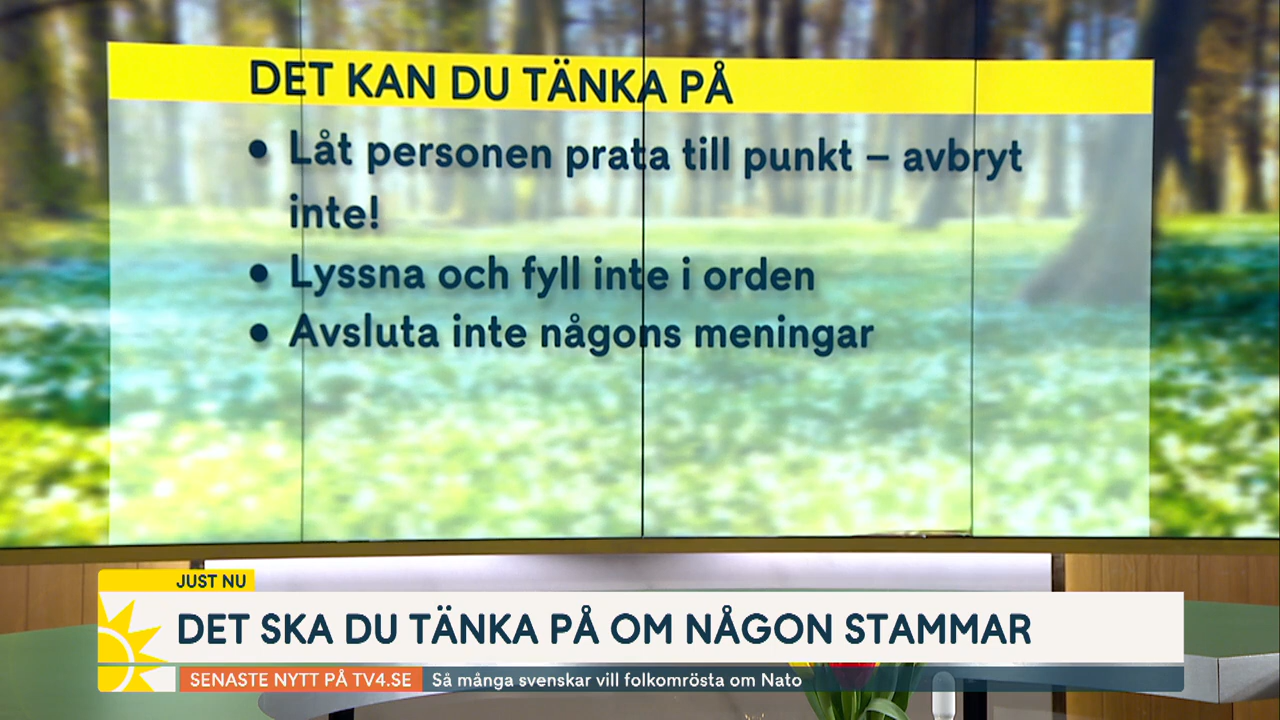 DET KAN DU TÄNKA PÅ
• Låt personen prata till punkt – avbryt
inte!
• Lyssna och fyll inte i orden
• Avsluta inte någons meningar
JUST NU
DET SKA DU TÄNKA PÅ OM NÅGON STAMMAR
SENASTE NYTT PÅ TV4.SE Så många svenskar vill folkomrösta om Nato